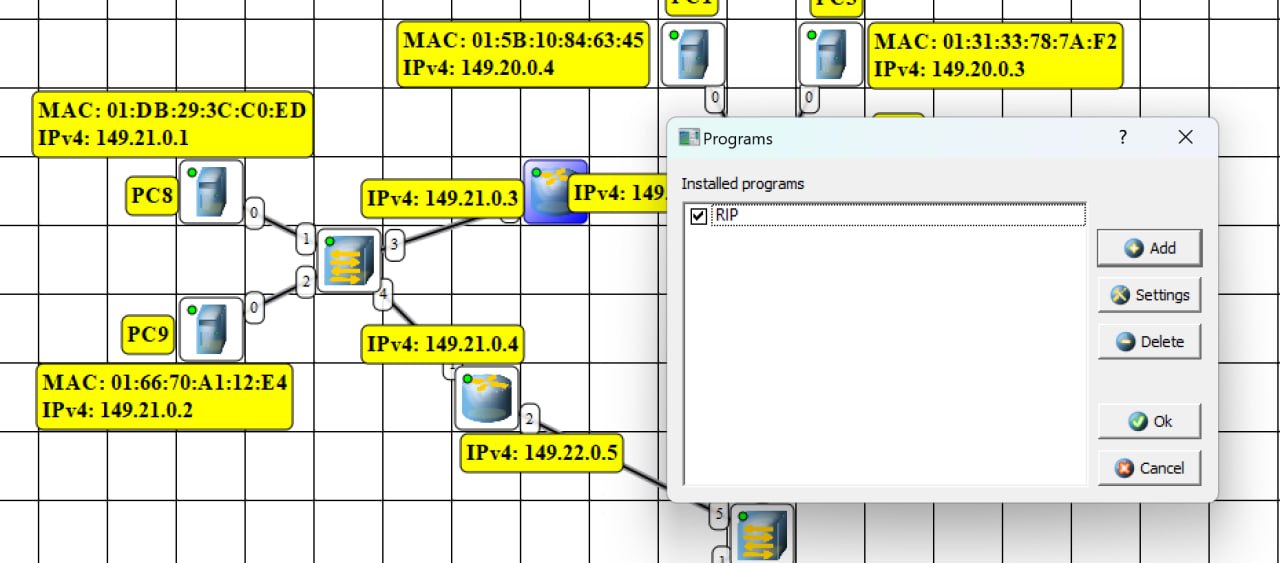 PC1
PC3
MAC: 01:5B:10:84:63:45
IPv4: 149.20.0.4
MAC: 01:31:33:78:7A:F2
IPv4: 149.20.0.3
0
0
MAC: 01:DB:29:3C:C0:ED
IPv4: 149.21.0.1
Programs
?
Installed programs
RIP
PC8
0
IPv4: 149.21.0.3
IPv4: 149.
1
3
Add
2
4
Settings
PC9
0
IPv4: 149.21.0.4
Delete
MAC: 01:66:70:A1:12:E4
IPv4: 149.21.0.2
1
2
Ok
IPv4: 149.22.0.5
Cancel
5
1